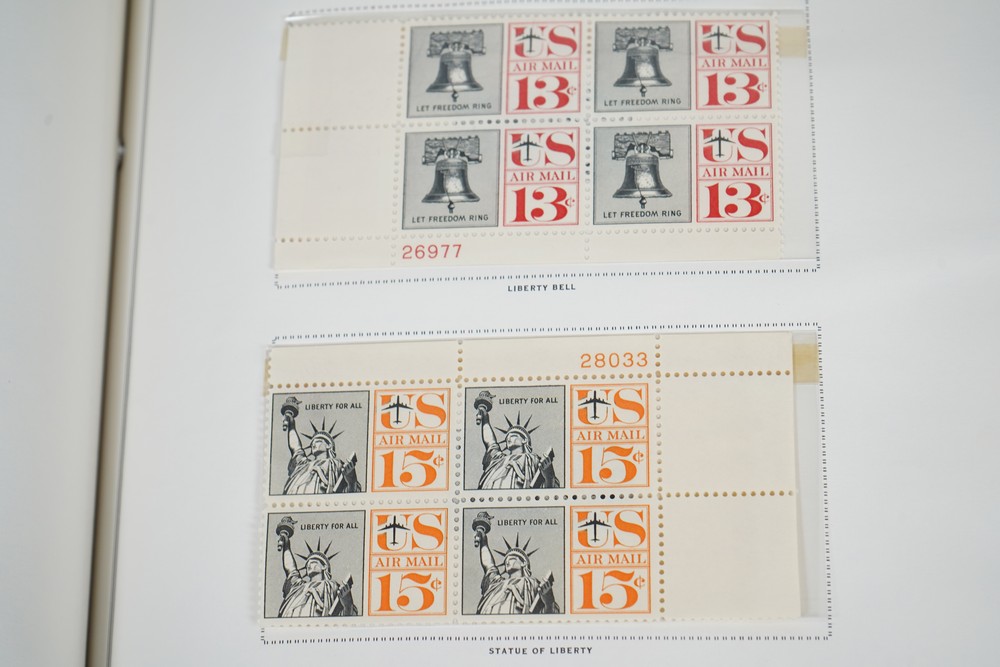 US US
AIR MAIL AIR MAIL
LET FREEDOM RING 13¢ LET FREEDOM RING 13¢
US US
AIR MAIL AIR MAIL
LET FREEDOM RING 13¢ LET FREEDOM RING 13¢
26977
LIBERTY BELL
28033
LIBERTY FOR ALL US LIBERTY FOR ALL US
AIR MAIL AIR MAIL
15¢ 15¢
LIBERTY FOR ALL US LIBERTY FOR ALL US
AIR MAIL AIR MAIL
15¢ 15¢
STATUE OF LIBERTY